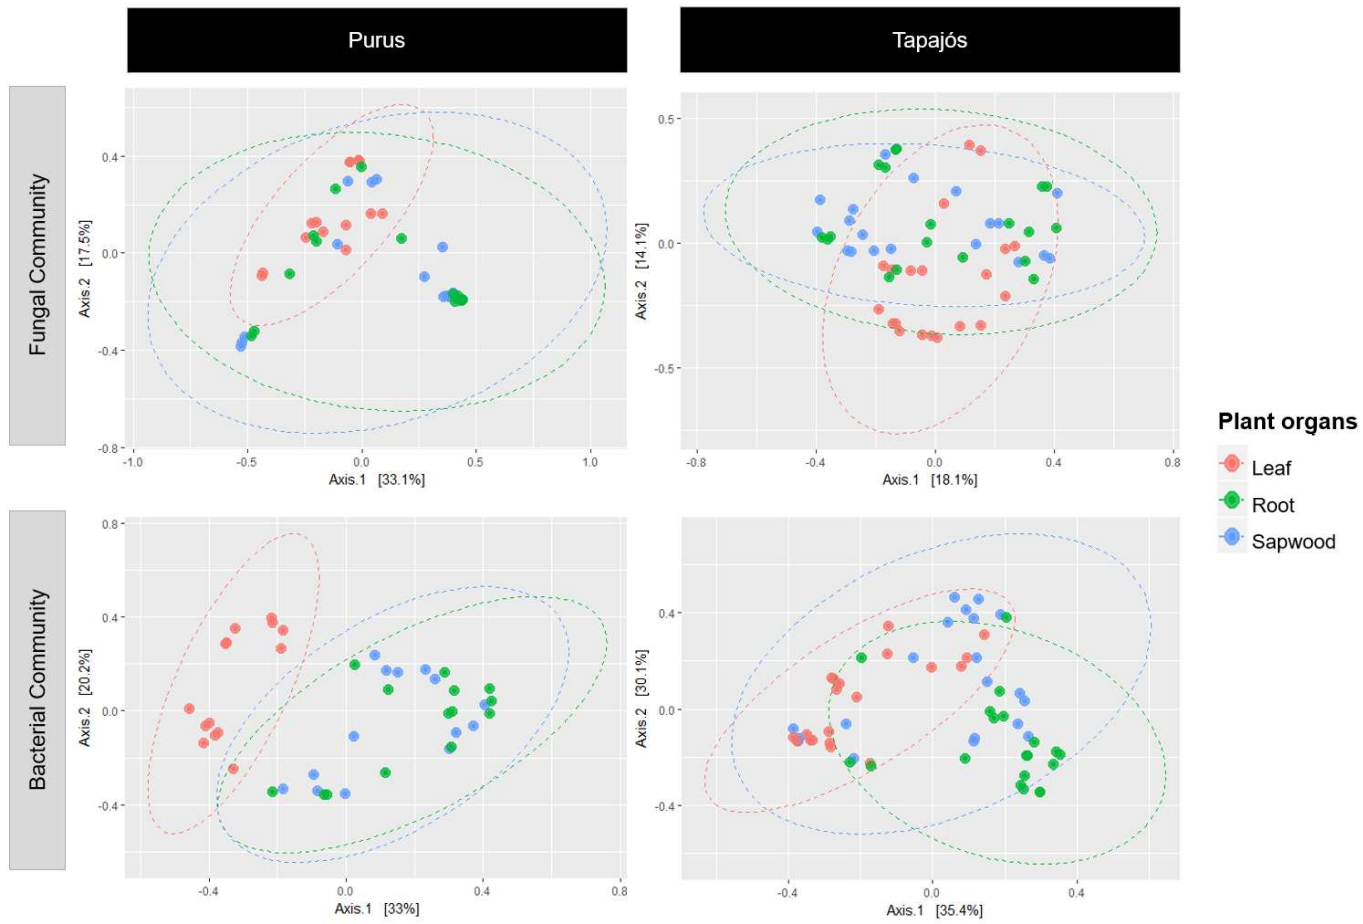 Purus
Tapajós
Fungal Community
Axis.2 [17.5%]
0.4
0.0
-0.4
-0.8
-1.0
-0.5
0.0
0.5
1.0
Axis.1 [33.1%]
Axis.2 [14.1%]
0.5
0.0
-0.5
-0.8
-0.4
0.0
0.4
0.8
Axis.1 [18.1%]
Plant organs
Leaf
Root
Sapwood
Bacterial Community
Axis.2 [20.2%]
0.8
0.4
0.0
-0.4
-0.4
0.0
0.4
0.8
Axis.1 [33%]
Axis.2 [30.1%]
0.4
0.0
-0.4
-0.4
0.0
0.4
Axis.1 [35.4%]